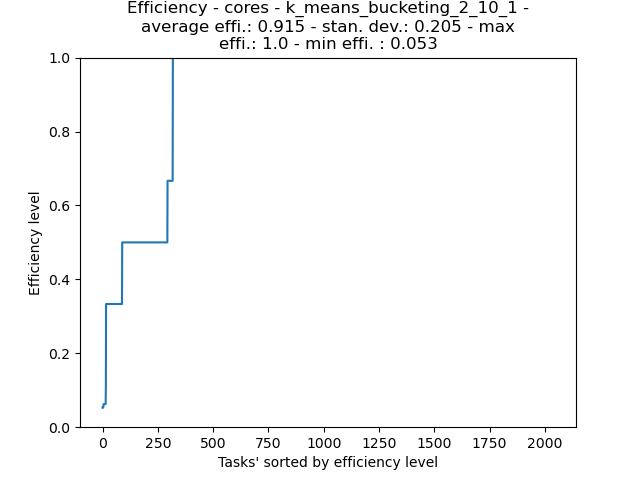 Efficiency - cores - k_means_bucketing_2_10_1 -
average effi.: 0.915 - stan. dev.: 0.205 - max
effi.: 1.0 - min effi. : 0.053
1.0
0.8
0.6
0.4
0.2
0.0
Efficiency level
0 250 500 750 1000 1250 1500 1750 2000
Tasks' sorted by efficiency level